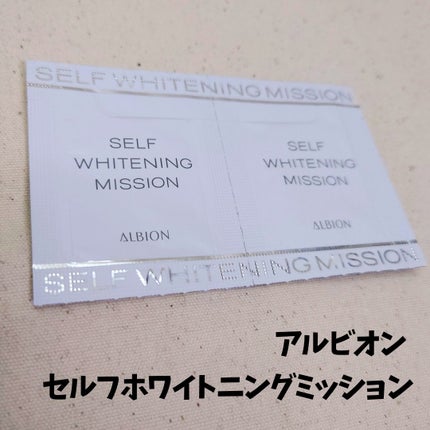 SELF WHITENING MISSION
SELF
WHITENING
MISSION
ALBION
SELF
WHITENING
MISSION
ALBION
SELF WHITENING MISSION
アルビオン
セルフホワイトニングミッション